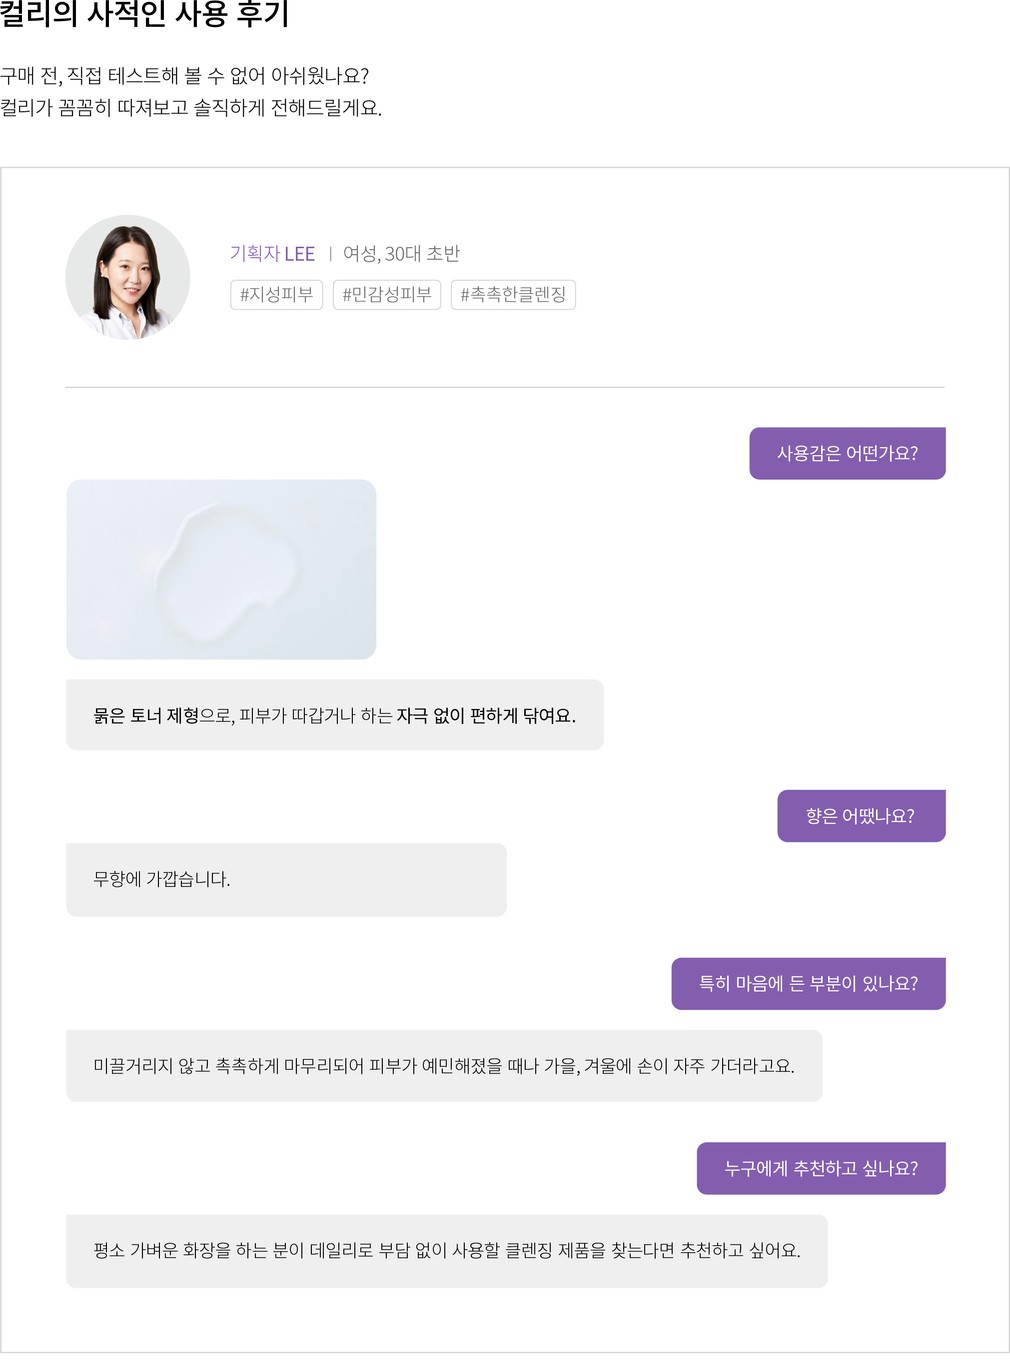 컬리의 사적인 사용 후기
구매 전, 직접 테스트해 볼 수 없어 아쉬웠나요?
컬리가 꼼꼼히 따져보고 솔직하게 전해드릴게요.
기획자 LEE | 여성, 30대 초반
#지성피부 #민감성피부 #촉촉한클렌징
사용감은 어떤가요?
묽은 토너 제형으로, 피부가 따갑거나 하는 자극 없이 편하게 닦여요.
향은 어땠나요?
무향에 가깝습니다.
특히 마음에 든 부분이 있나요?
미끌거리지 않고 촉촉하게 마무리되어 피부가 예민해졌을 때나 가을, 겨울에 손이 자주 가더라고요.
누구에게 추천하고 싶나요?
평소 가벼운 화장을 하는 분이 데일리로 부담 없이 사용할 클렌징 제품을 찾는다면 추천하고 싶어요.